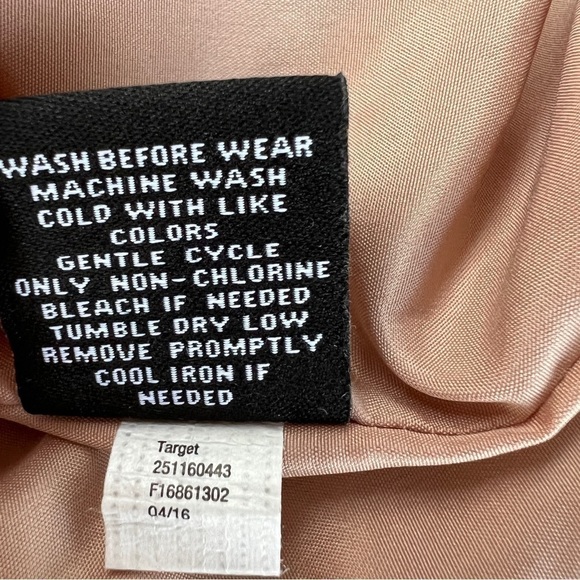 WASH BEFORE WEAR
MACHINE WASH
COLD WITH LIKE
COLORS
GENTLE CYCLE
ONLY NON-CHLORINE
BLEACH IF NEEDED
TUMBLE DRY LOW
REMOVE PROMPTLY
COOL IRON IF
NEEDED
Target
251160443
F16861302
04/16